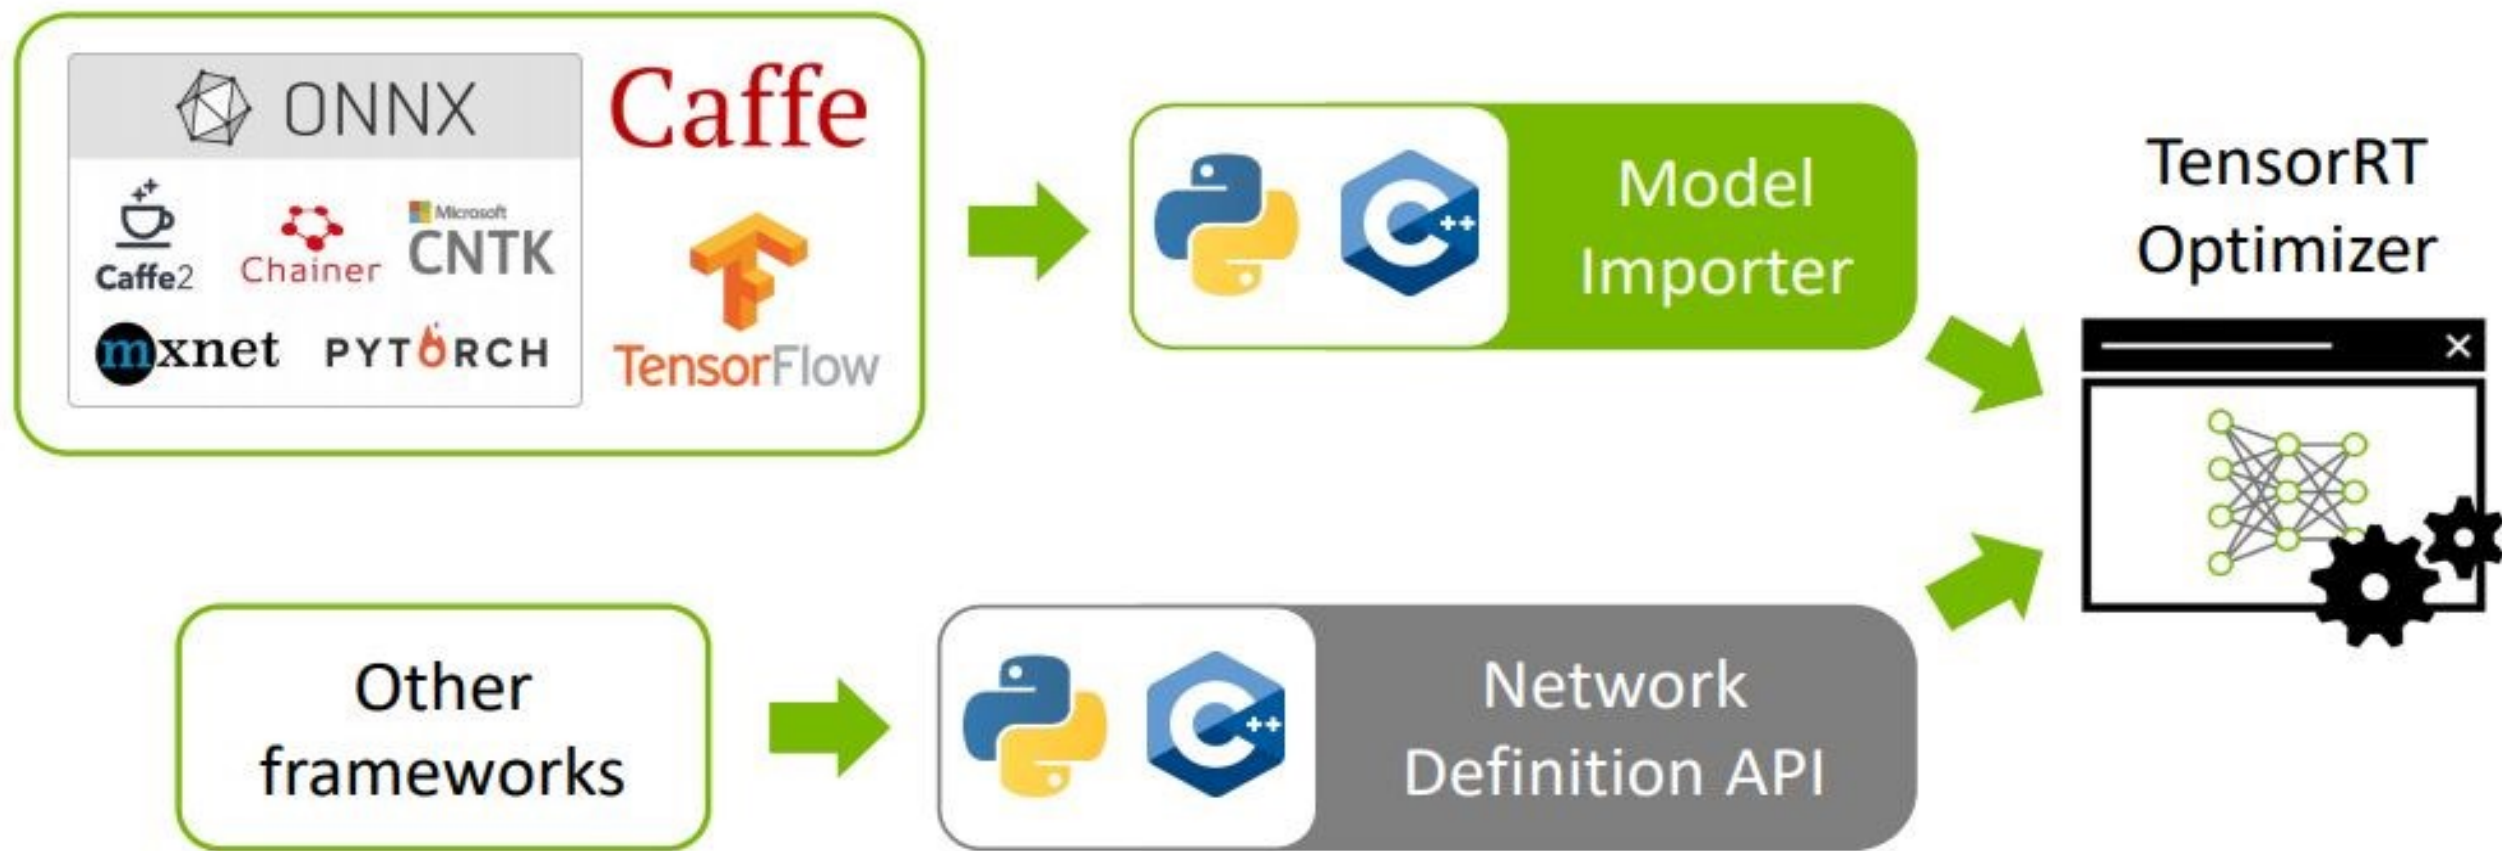 ONNX
Caffe
Caffe2
Chainer
Microsoft
CNTK
mxnet
PYTORCH
TensorFlow
C++
Model
Importer
TensorRT
Optimizer
Other
frameworks
C++
Network
Definition API